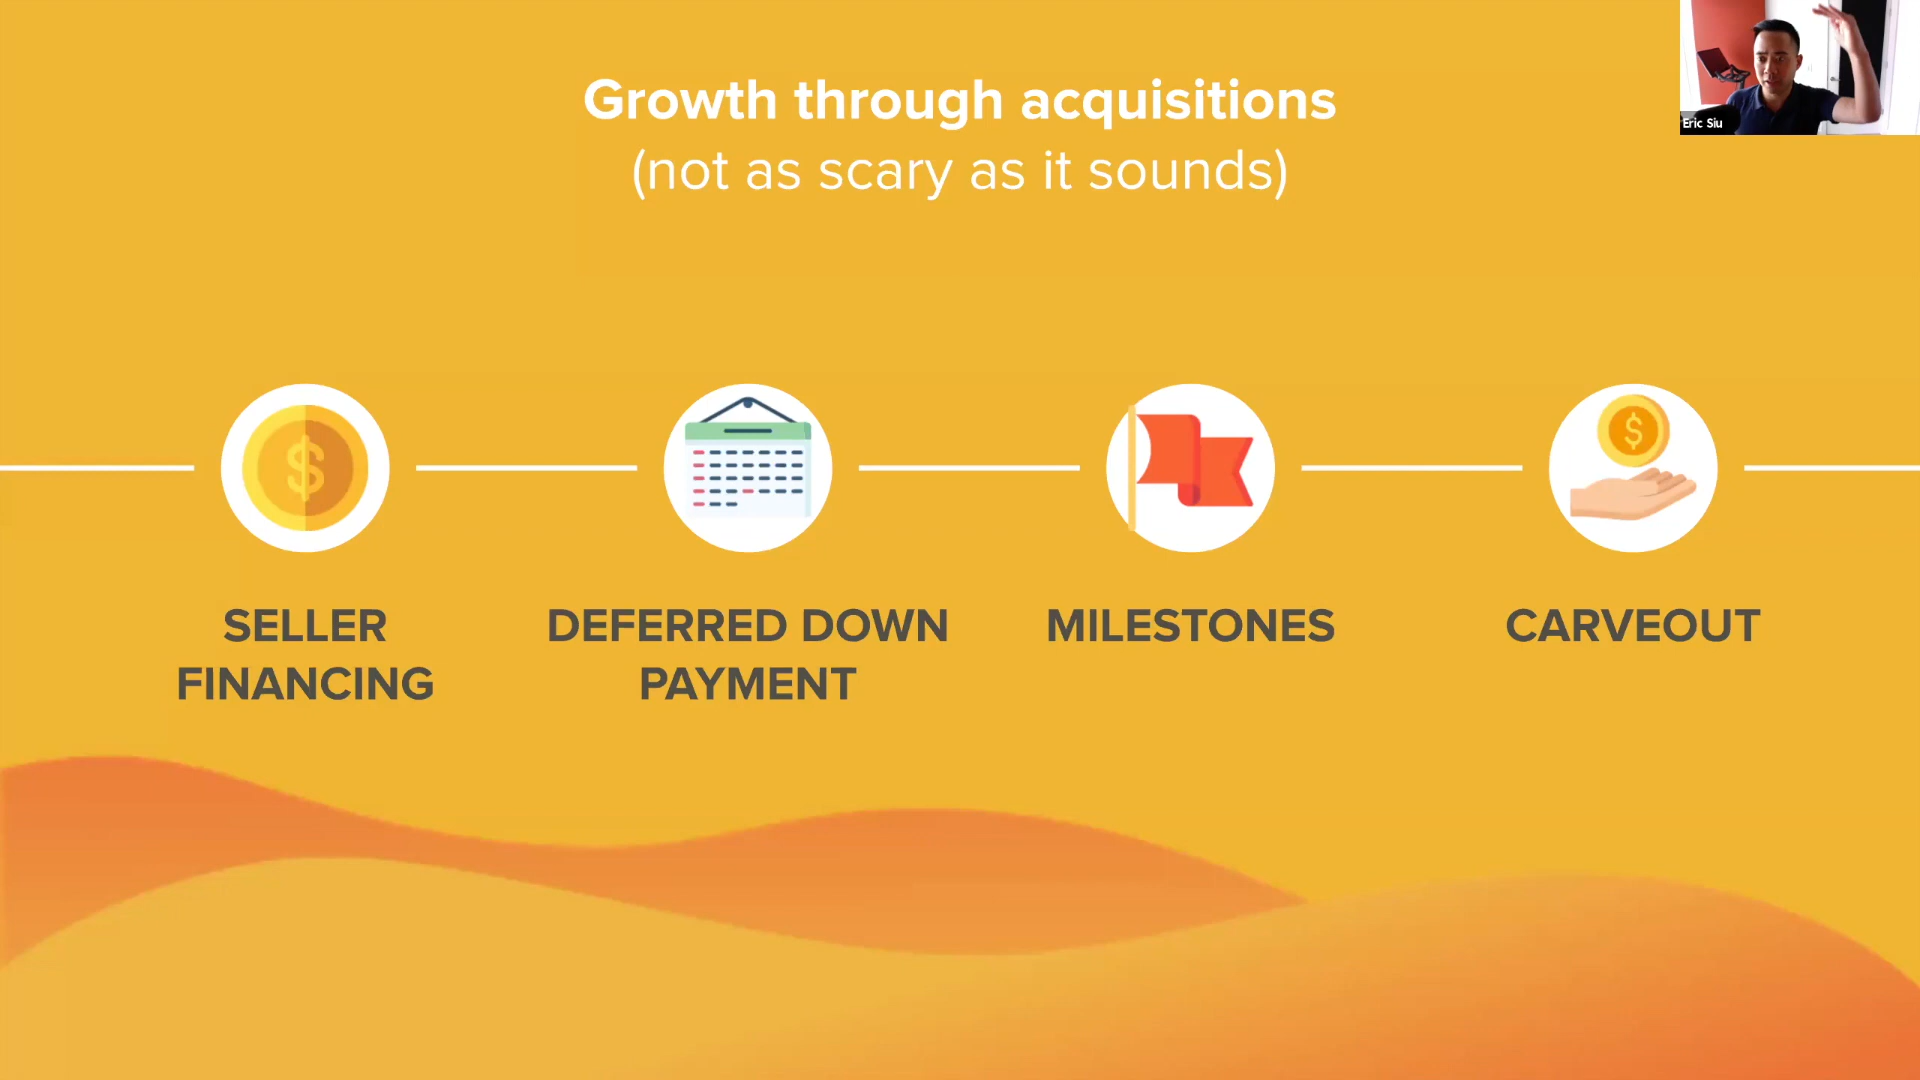 Growth through acquisitions
(not as scary as it sounds)
Eric Siu
$
$
SELLER
FINANCING
DEFERRED DOWN
PAYMENT
MILESTONES
CARVEOUT